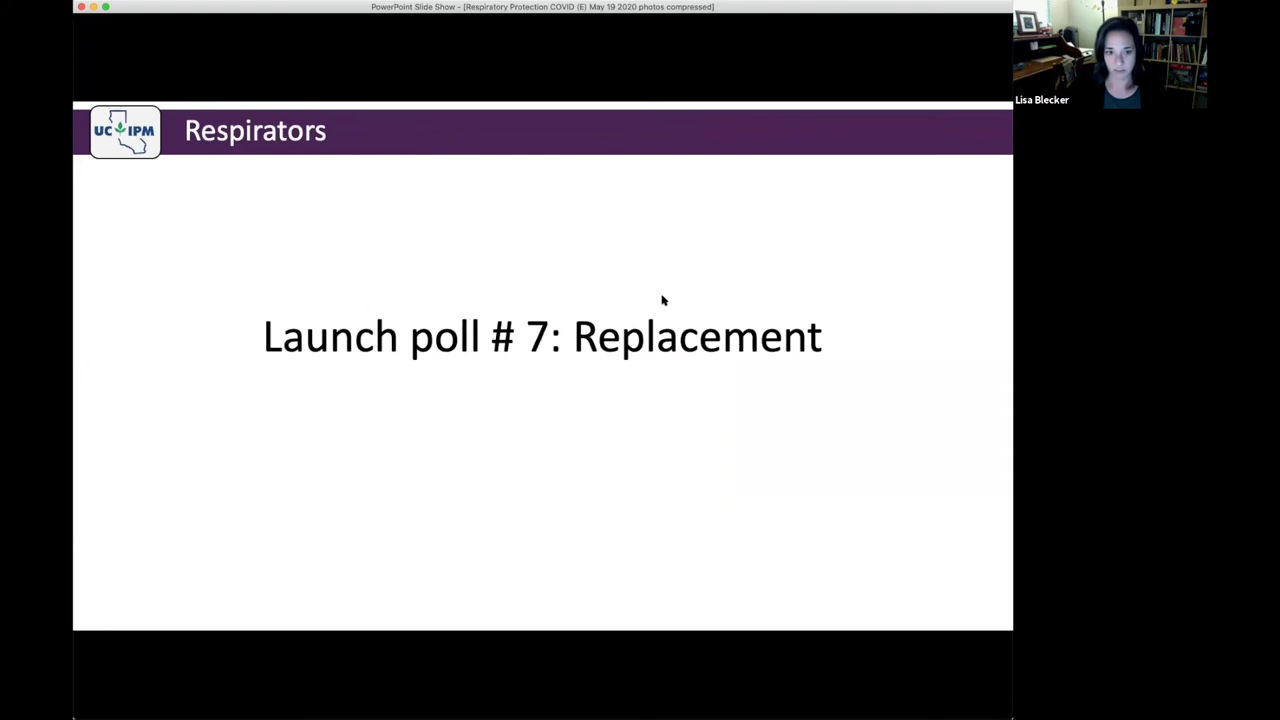 PowerPoint Slide Show - [Respiratory Protection COVID (E) May 19 2020 photos compressed]
Lisa Blecker
UC IPM
Respirators
Launch poll # 7: Replacement